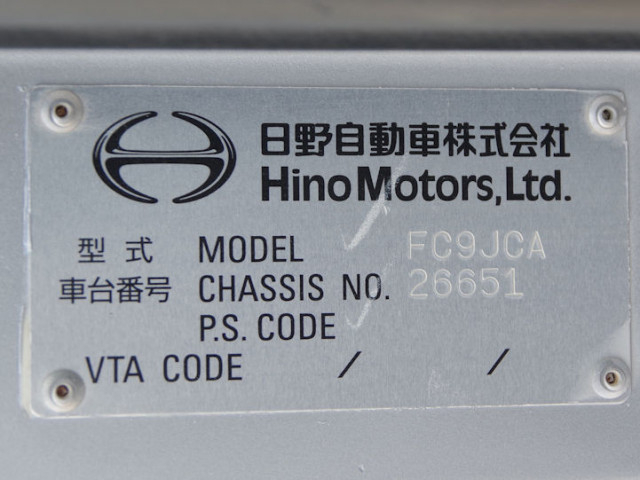 日野自動車株式会社
Hino Motors, Ltd.
型式 MODEL FC9JCA
車台番号 CHASSIS NO. 26651
P.S. CODE
VTA CODE / /